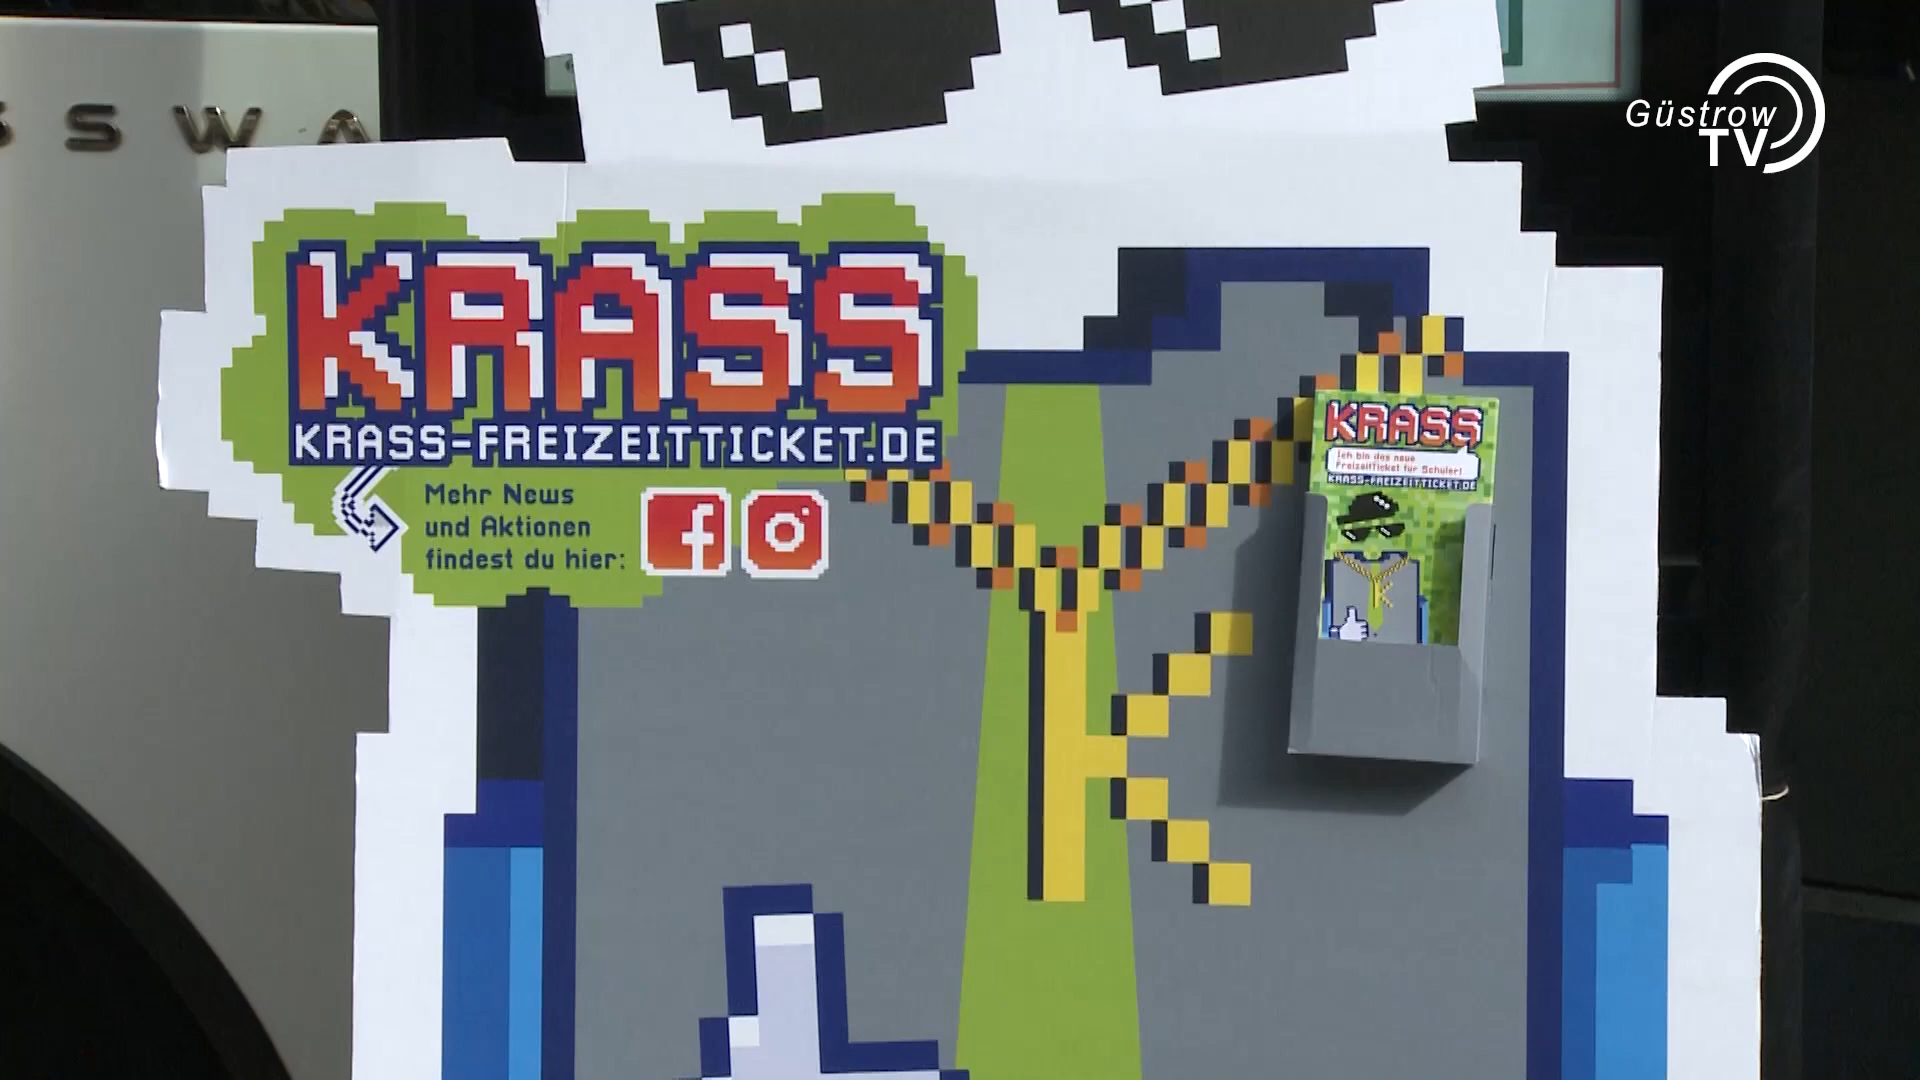 SSWA
Güstrow
TV
KRASS
KRASS-FREIZEITTICKET.DE
Mehr News
und Aktionen
findest du hier:
KRASS
Ich bin das neue
FreizeitTicket für Schüler!
KRASS-FREIZEITTICKET.DE